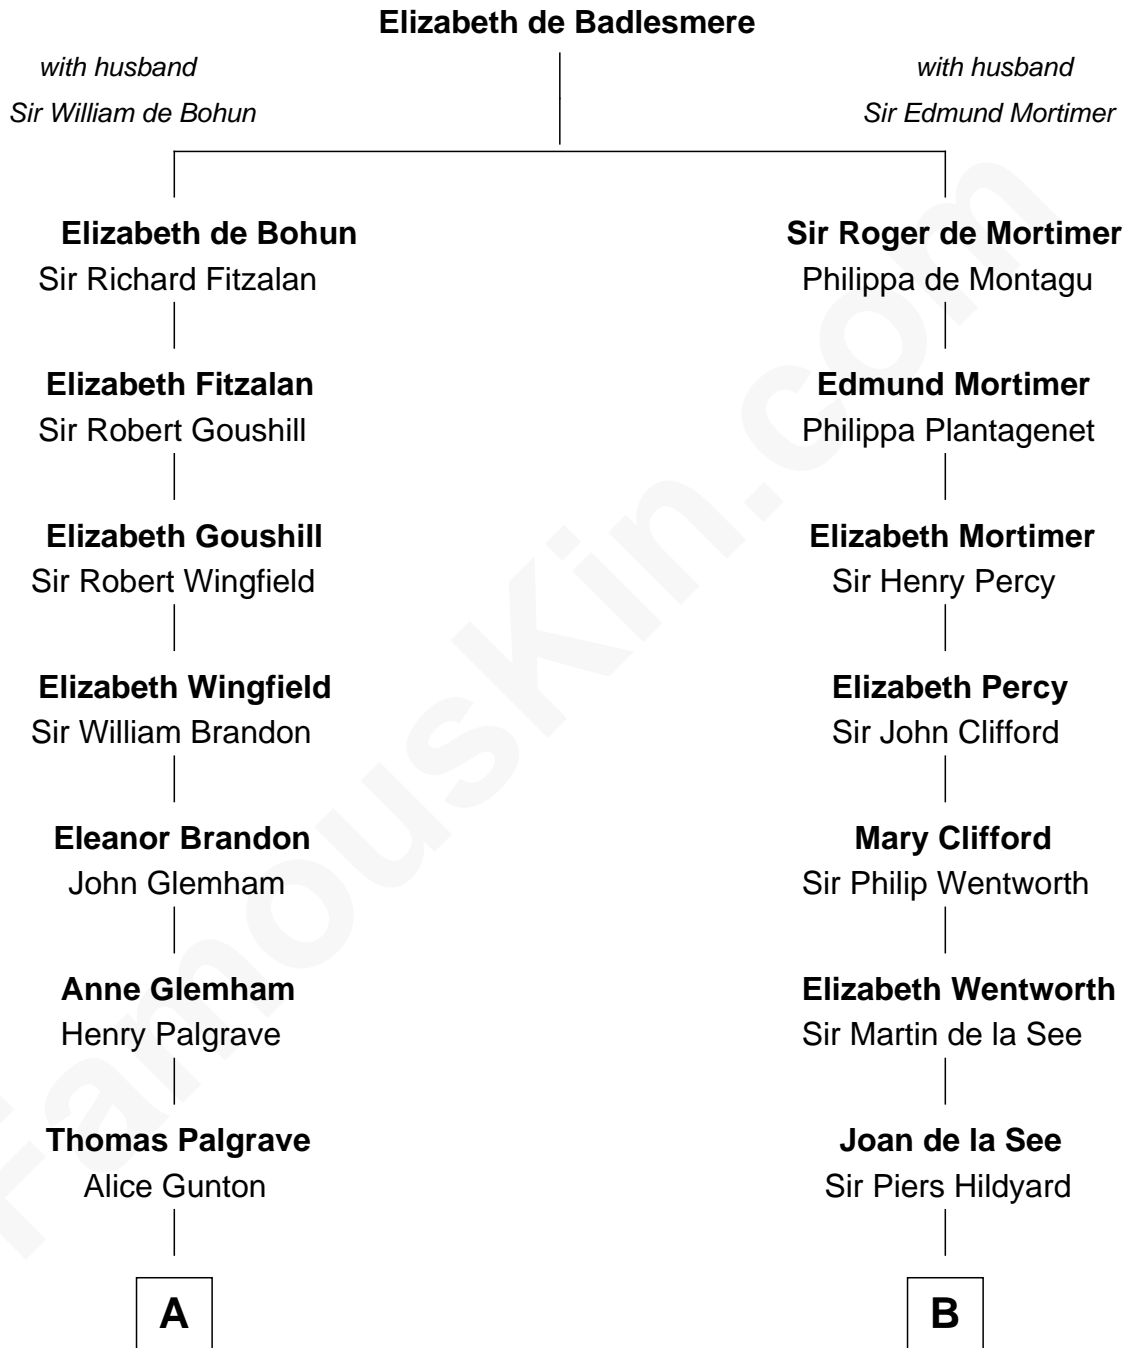 Elizabeth de Badlesmere
with husband
Sir William de Bohun
with husband
Sir Edmund Mortimer
Elizabeth de Bohun
Sir Richard Fitzalan
Sir Roger de Mortimer
Philippa de Montagu
Elizabeth Fitzalan
Sir Robert Goushill
Edmund Mortimer
Philippa Plantagenet
Elizabeth Goushill
Sir Robert Wingfield
Elizabeth Mortimer
Sir Henry Percy
Elizabeth Wingfield
Sir William Brandon
Elizabeth Percy
Sir John Clifford
Eleanor Brandon
John Glemham
Mary Clifford
Sir Philip Wentworth
Anne Glemham
Henry Palgrave
Elizabeth Wentworth
Sir Martin de la See
Thomas Palgrave
Alice Gunton
Joan de la See
Sir Piers Hildyard
A
B
FamousKin.com